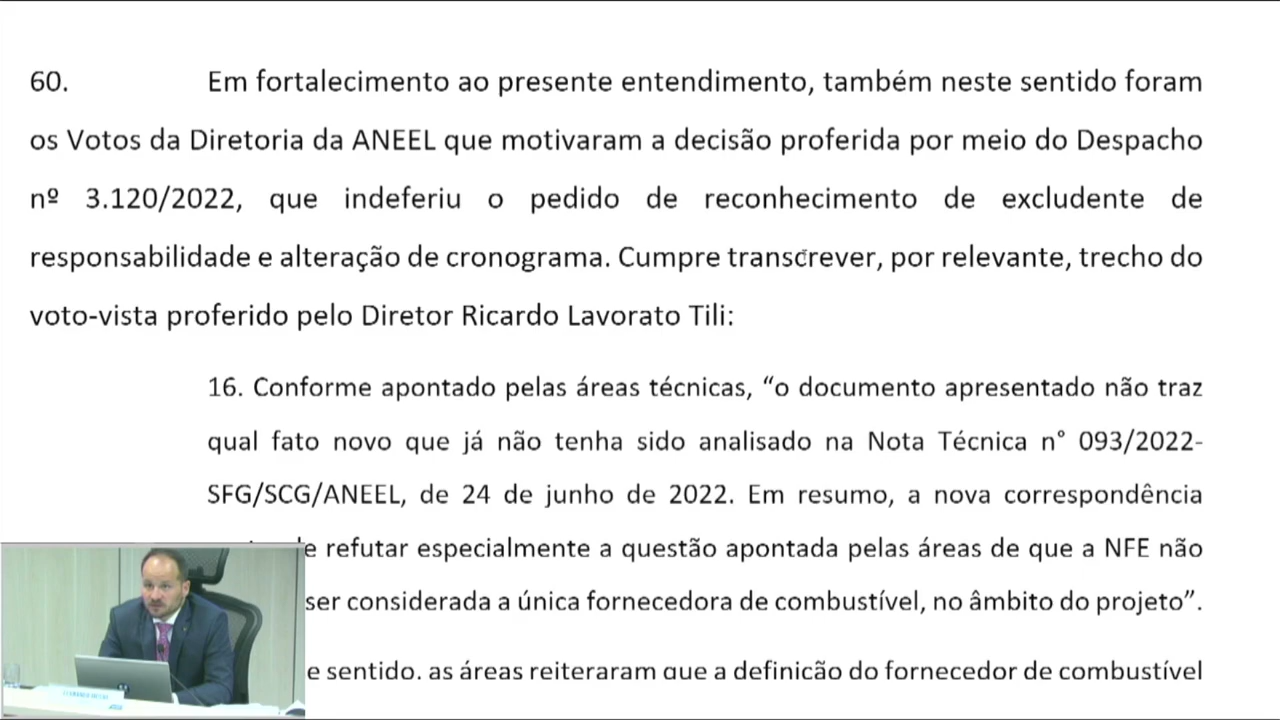 60. Em fortalecimento ao presente entendimento, também neste sentido foram
os Votos da Diretoria da ANEEL que motivaram a decisão proferida por meio do Despacho
nº 3.120/2022, que indeferiu o pedido de reconhecimento de excludente de
responsabilidade e alteração de cronograma. Cumpre transcrever, por relevante, trecho do
voto-vista proferido pelo Diretor Ricardo Lavorato Tili:
16. Conforme apontado pelas áreas técnicas, “o documento apresentado não traz
qual fato novo que já não tenha sido analisado na Nota Técnica n° 093/2022-
SFG/SCG/ANEEL, de 24 de junho de 2022. Em resumo, a nova correspondência
refutar especialmente a questão apontada pelas áreas de que a NFE não
ser considerada a única fornecedora de combustível, no âmbito do projeto”.
e sentido, as áreas reiteraram que a definição do fornecedor de combustível